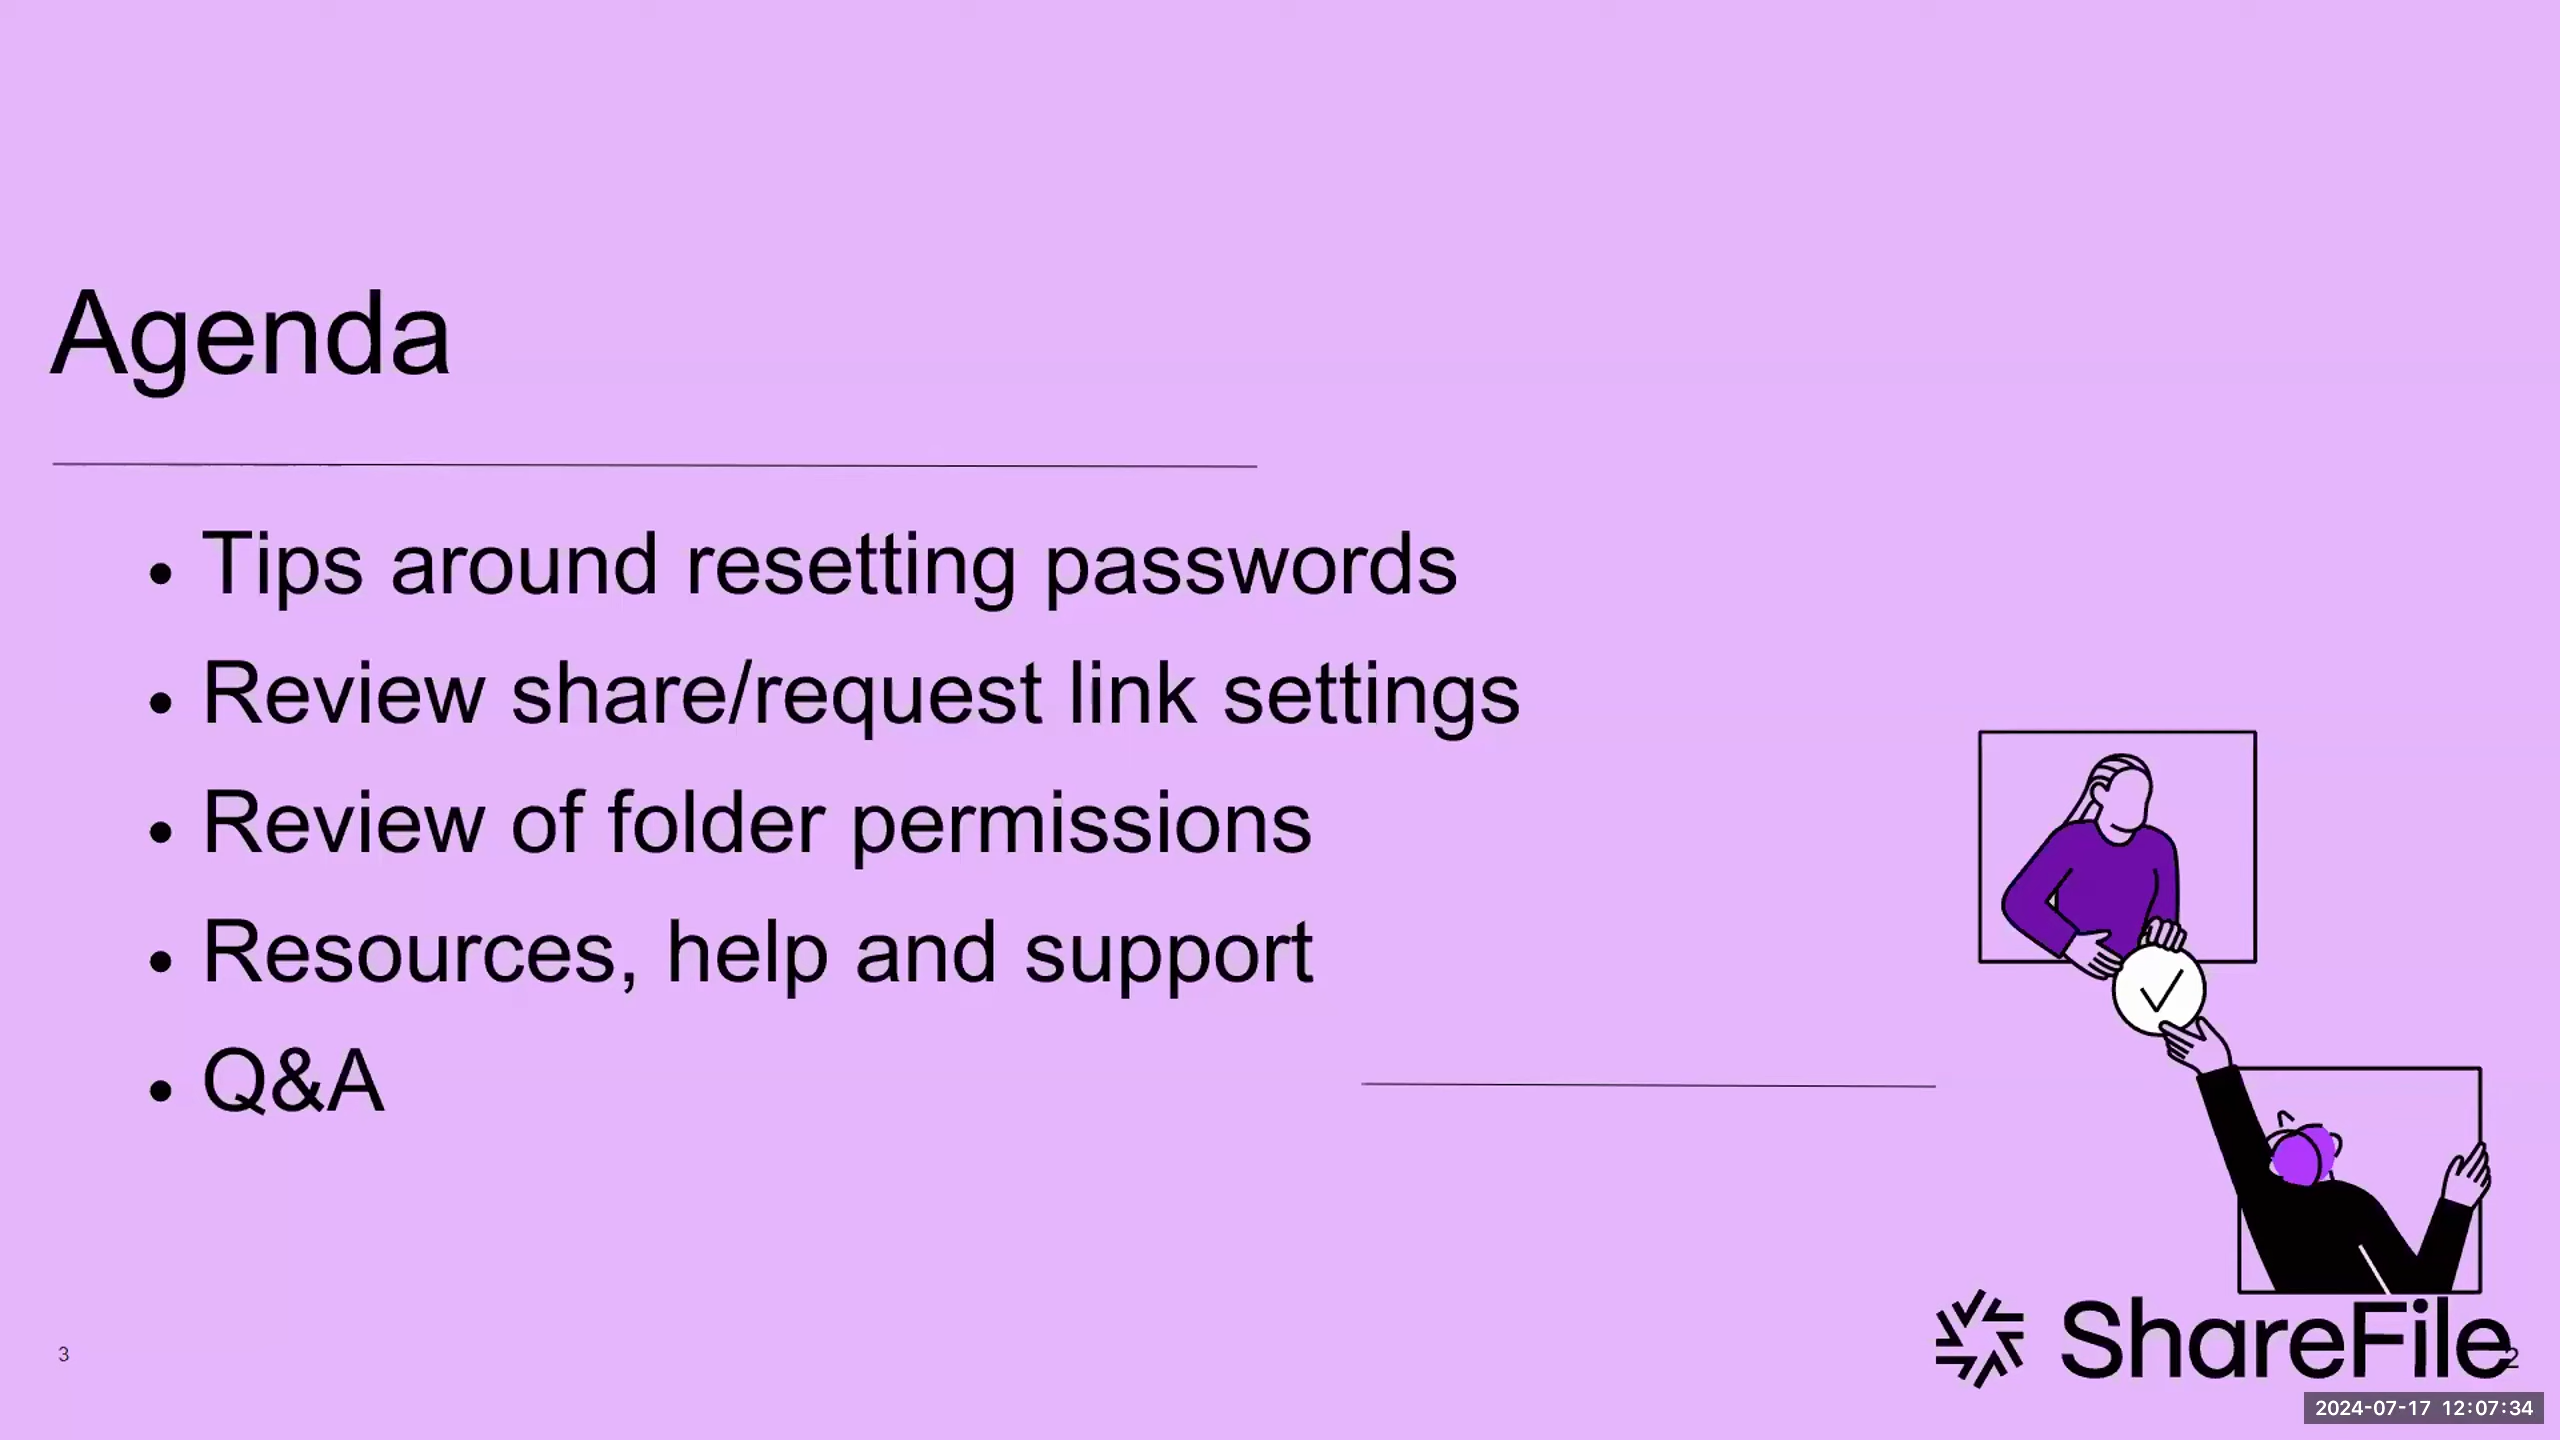 Agenda
• Tips around resetting passwords
• Review share/request link settings
• Review of folder permissions
• Resources, help and support
• Q&A
3
ShareFile
2
2024-07-17 12:07:34